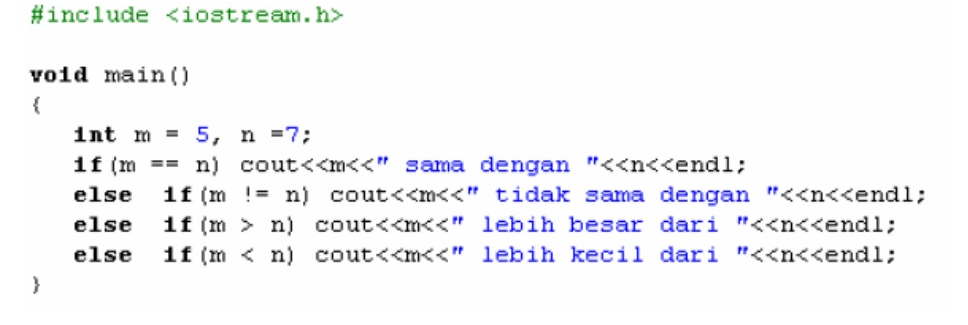 #include <iostream.h>
void main()
{
int m = 5, n =7;
if(m == n) cout<<m<<" sama dengan "<<n<<endl;
else if(m != n) cout<<m<<" tidak sama dengan "<<n<<endl;
else if(m > n) cout<<m<<" lebih besar dari "<<n<<endl;
else if(m < n) cout<<m<<" lebih kecil dari "<<n<<endl;
}